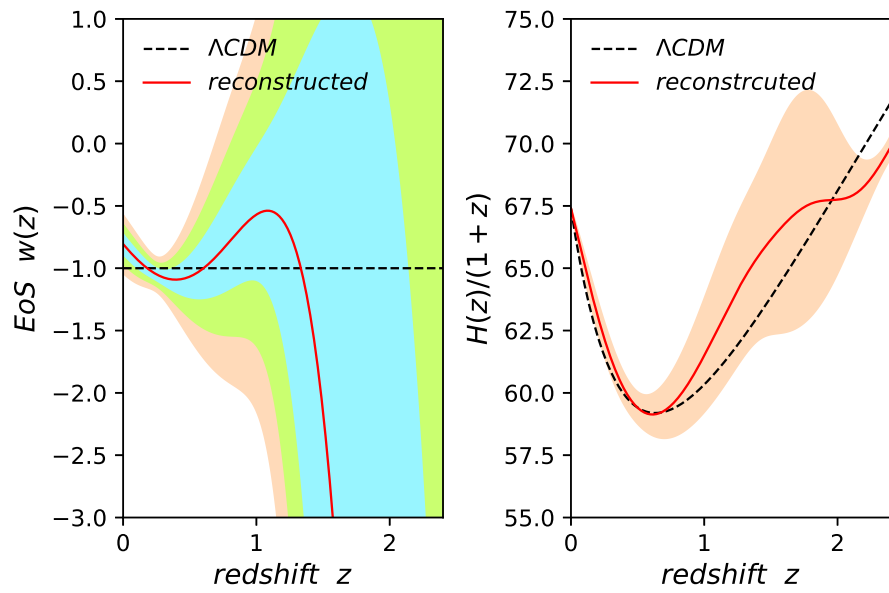 1.0
0.5
0.0
−0.5
−1.0
−1.5
−2.0
−2.5
−3.0
0 1 2
EoS w(z)
redshift z
ΛCDM
reconstructed
75.0
72.5
70.0
67.5
65.0
62.5
60.0
57.5
55.0
0 1 2
H(z)/(1 + z)
redshift z
ΛCDM
reconstrcuted